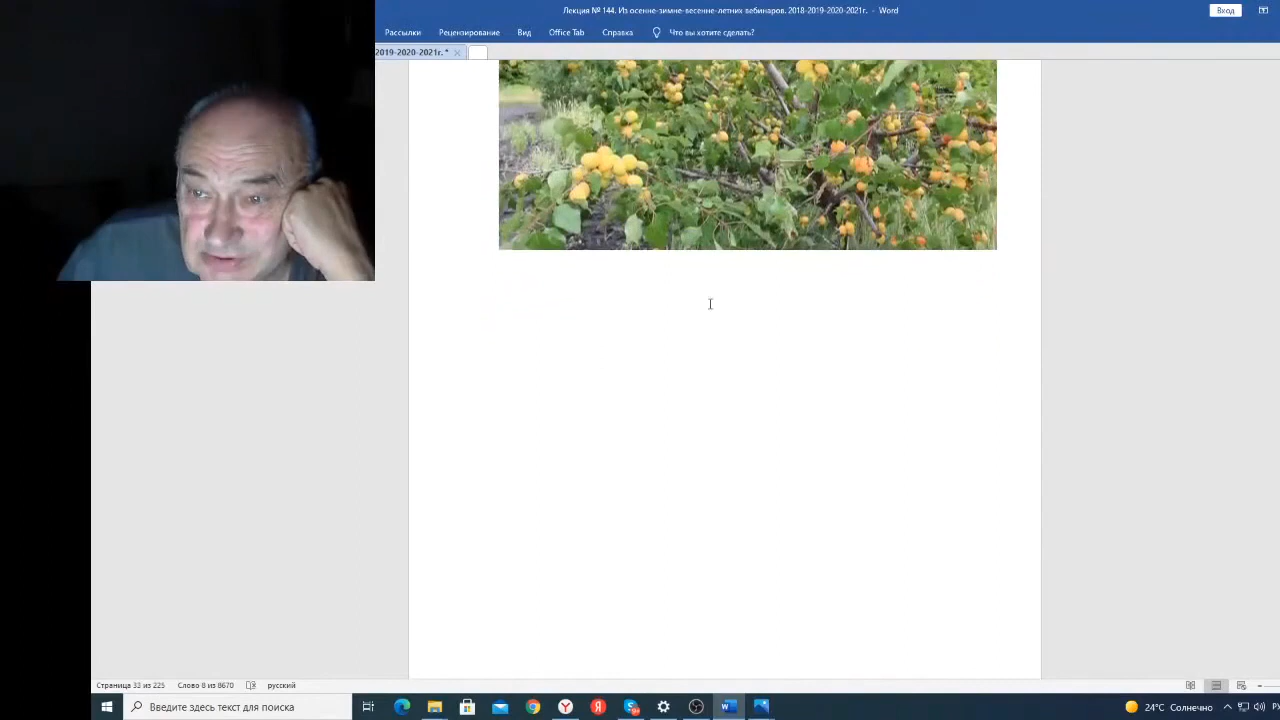 Лекция № 144. Из осенне-зимне-весенне-летних вебинаров. 2018-2019-2020-2021г. - Word
Вход
Рассылки Рецензирование Вид Office Tab Справка Что вы хотите сделать?
2019-2020-2021г. *
Страница 33 из 225 Слово 8 из 8670 русский
Введите здесь текст для поиска
24°C Солнечно